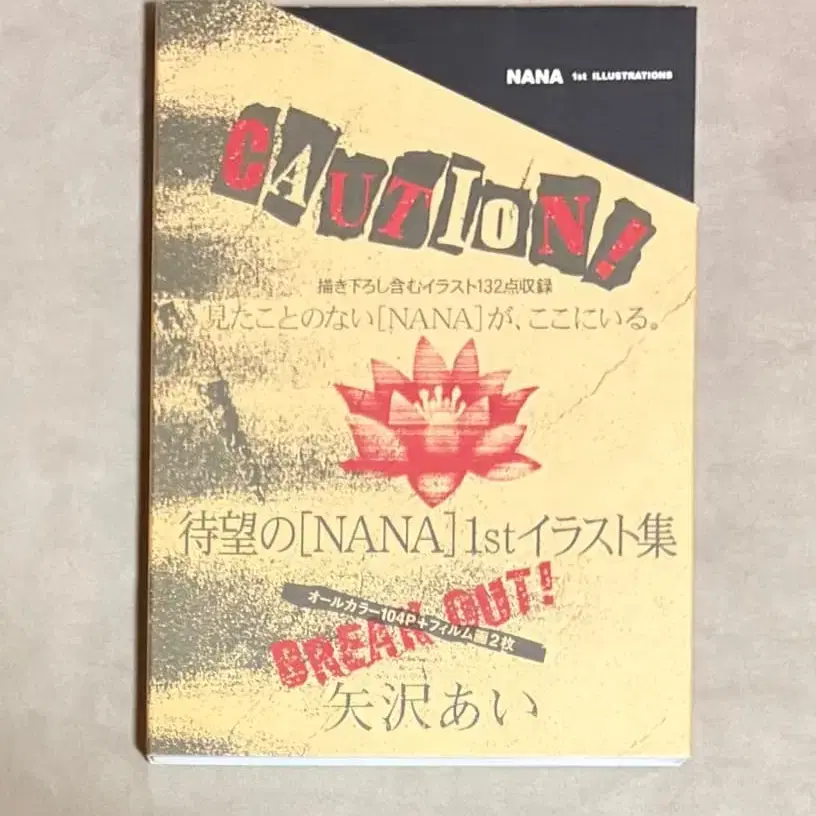 NANA 1st ILLUSTRATIONS
CAUTION!
描き下ろし含むイラスト132点収録
見たことのない[NANA]が、ここにいる。
待望の[NANA]1stイラスト集
BREAK OUT!
オールカラー104P+フィルム画2枚
矢沢あい